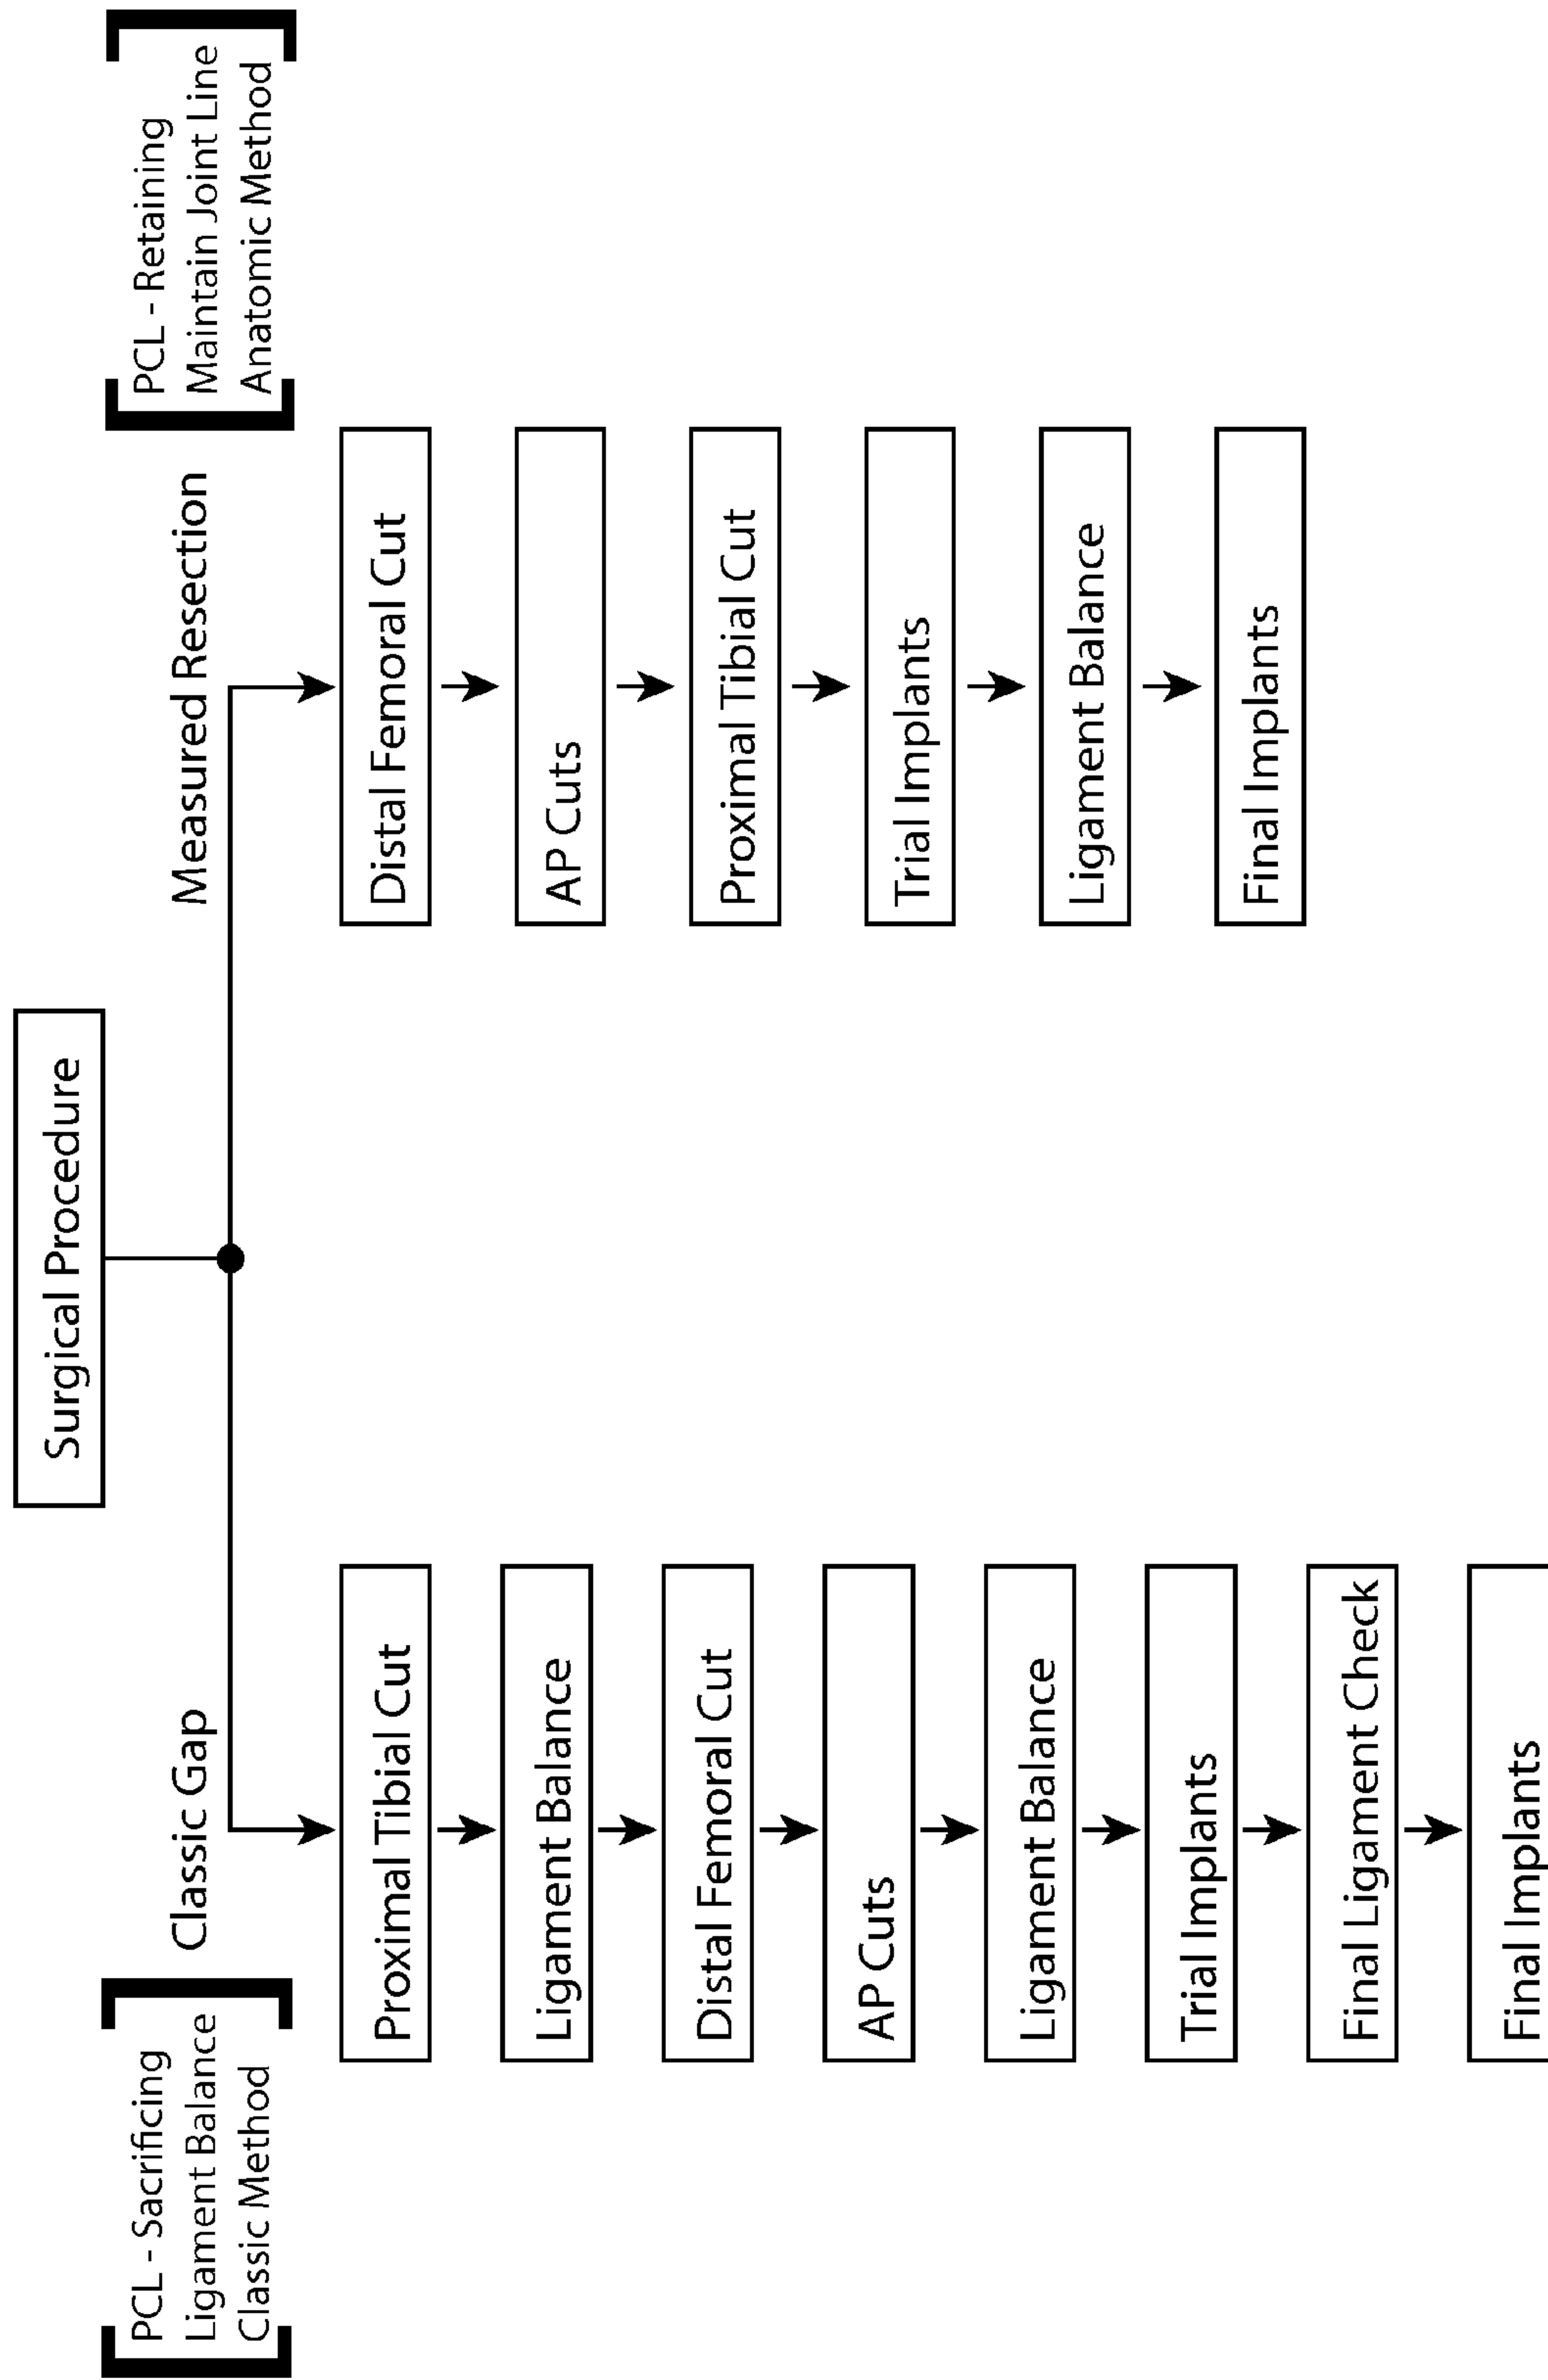 Surgical Procedure
PCL - Sacrificing
Ligament Balance
Classic Method
Classic Gap
Proximal Tibial Cut
Ligament Balance
Distal Femoral Cut
AP Cuts
Ligament Balance
Trial Implants
Final Ligament Check
Final Implants
Measured Resection
PCL - Retaining
Maintain Joint Line
Anatomic Method
Distal Femoral Cut
AP Cuts
Proximal Tibial Cut
Trial Implants
Ligament Balance
Final Implants